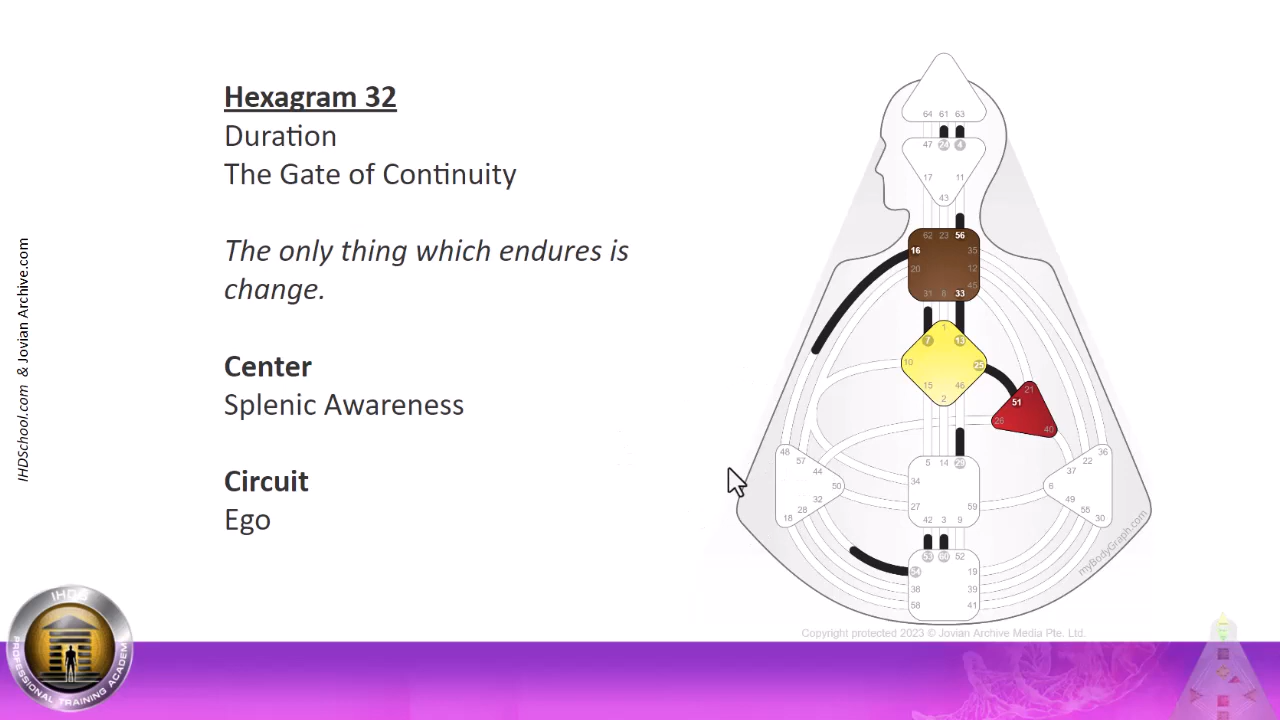 Hexagram 32
Duration
The Gate of Continuity
The only thing which endures is
change.
Center
Splenic Awareness
Circuit
Ego
IHDSchool.com & Jovian Archive.com
64 61 63
47 24 4
17 11
43
62 23 56
16 35
20 12
45
31 8 33
1
7 13
10 25
15 46
2
21
51
26 40
48
57
44
50
32
28
18
5 14 29
34
27 59
42 3 9
36
22
37
6
49
55
30
53 60 52
54 19
38 39
58 41
myBodyGraph.com
Copyright protected 2023 © Jovian Archive Media Pte. Ltd.
IHDS
PROFESSIONAL TRAINING ACADEMY